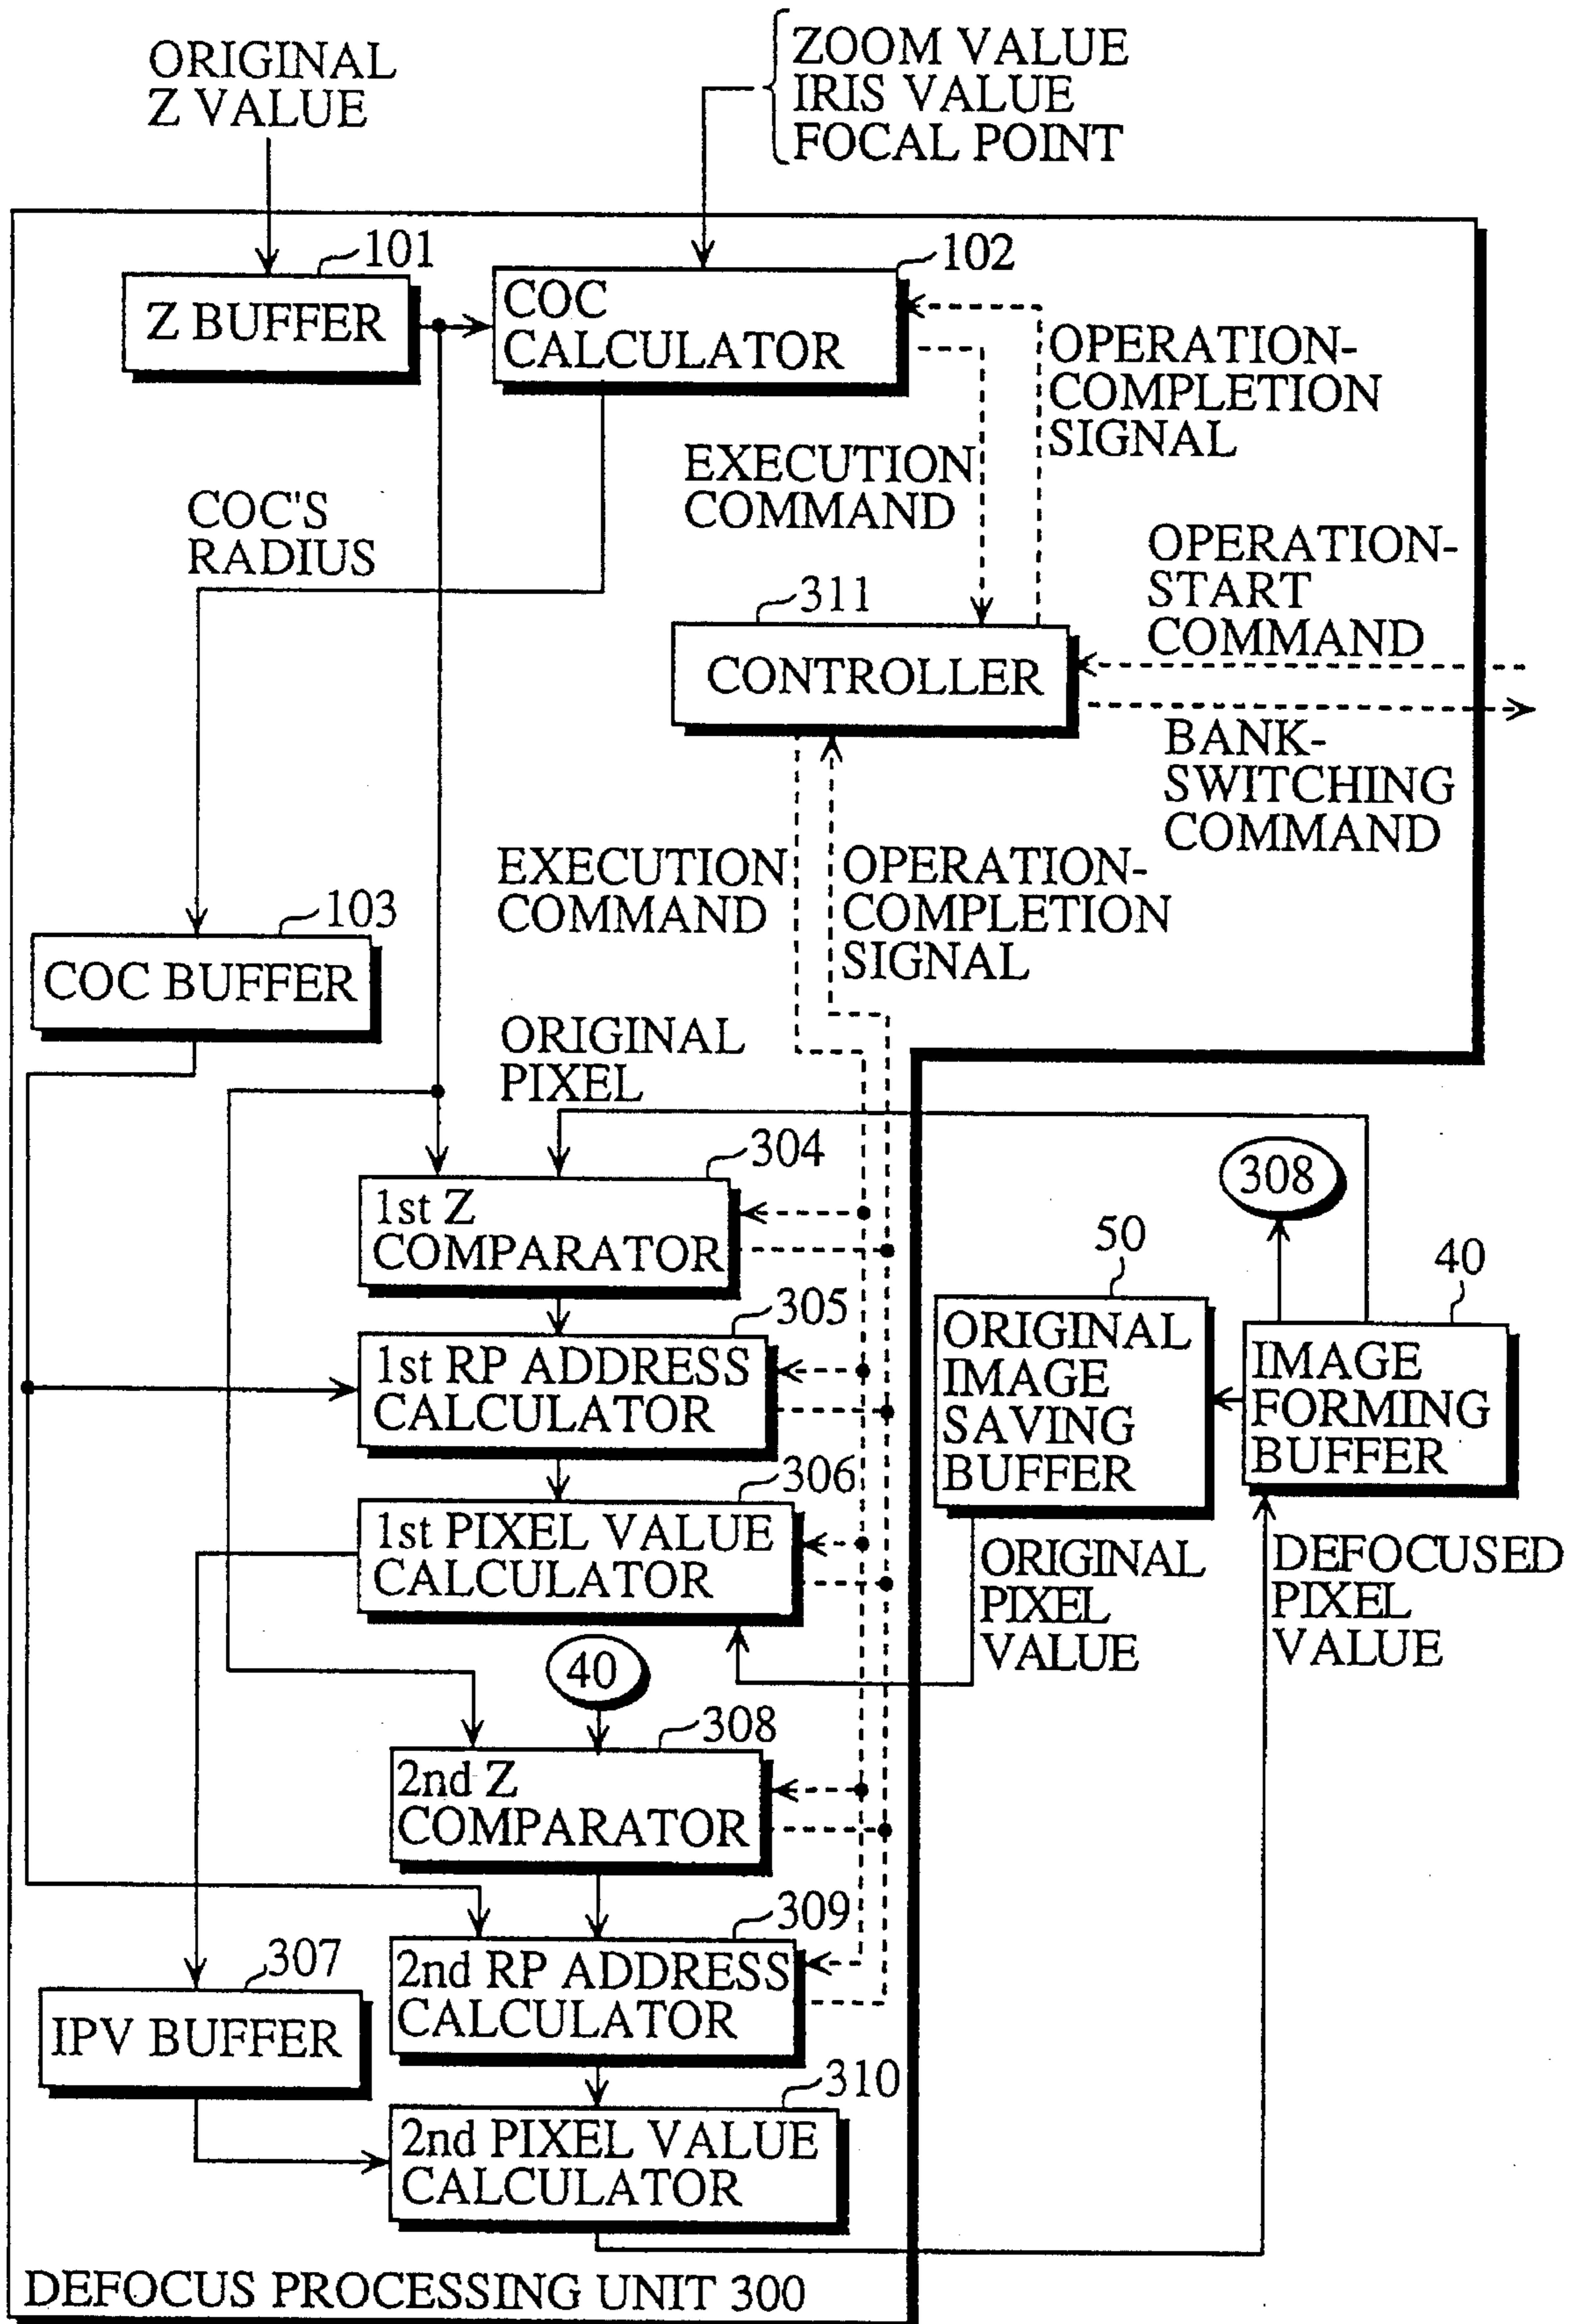 ORIGINAL
Z VALUE
ZOOM VALUE
IRIS VALUE
FOCAL POINT
101
Z BUFFER
102
COC
CALCULATOR
OPERATION-
COMPLETION
SIGNAL
EXECUTION
COMMAND
COC'S
RADIUS
OPERATION-
START
COMMAND
311
CONTROLLER
BANK-
SWITCHING
COMMAND
EXECUTION
COMMAND
OPERATION-
COMPLETION
SIGNAL
103
COC BUFFER
ORIGINAL
PIXEL
304
1st Z
COMPARATOR
308
50
ORIGINAL
IMAGE
SAVING
BUFFER
40
IMAGE
FORMING
BUFFER
305
1st RP ADDRESS
CALCULATOR
306
1st PIXEL VALUE
CALCULATOR
ORIGINAL
PIXEL
VALUE
DEFOCUSED
PIXEL
VALUE
40
308
2nd Z
COMPARATOR
309
2nd RP ADDRESS
CALCULATOR
307
IPV BUFFER
310
2nd PIXEL VALUE
CALCULATOR
DEFOCUS PROCESSING UNIT 300